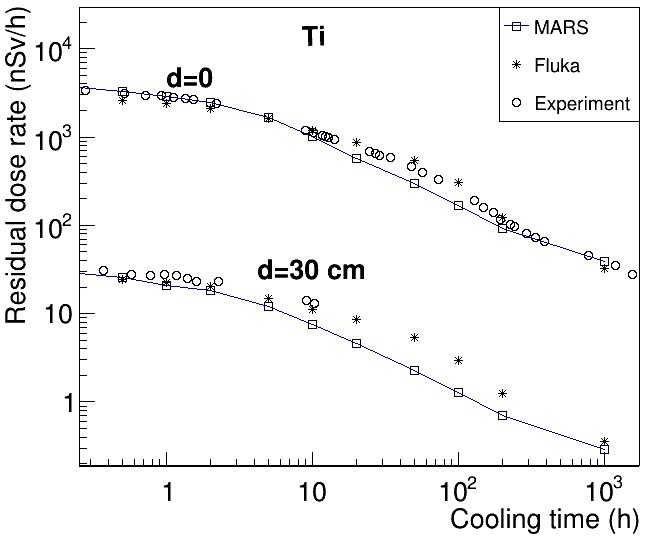 Ti
MARS
Fluka
Experiment
d=0
d=30 cm
Residual dose rate (nSv/h)
10⁴
10³
10²
10
1
1
10
10²
10³
Cooling time (h)